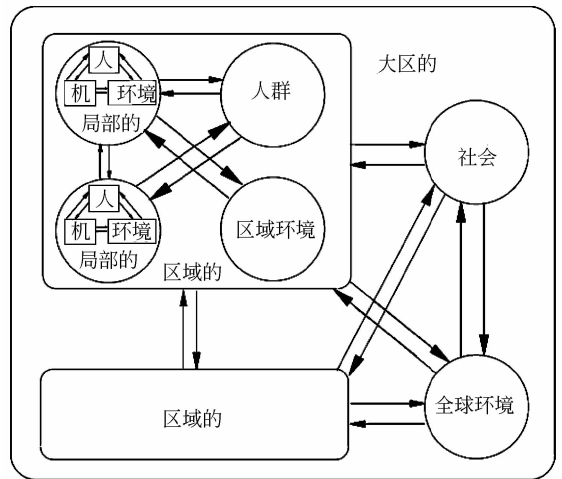 大区的
人
机
环境
局部的
人群
社会
人
机
环境
局部的
区域环境
区域的
全球环境
区域的